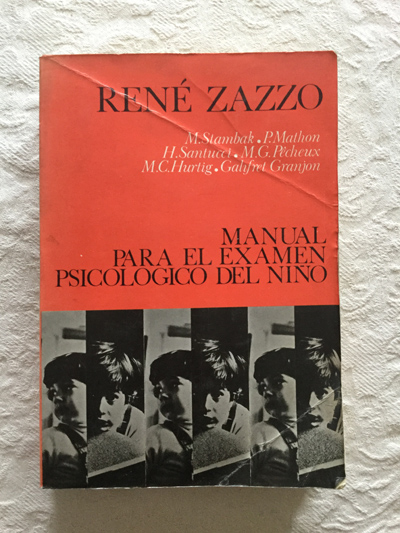 RENÉ ZAZZO
M.Stambak • P.Mathon
H.Santucci • M.G.Pêcheux
M.C.Hurtig • Galifret Granjon
MANUAL
PARA EL EXAMEN
PSICOLOGICO DEL NIÑO